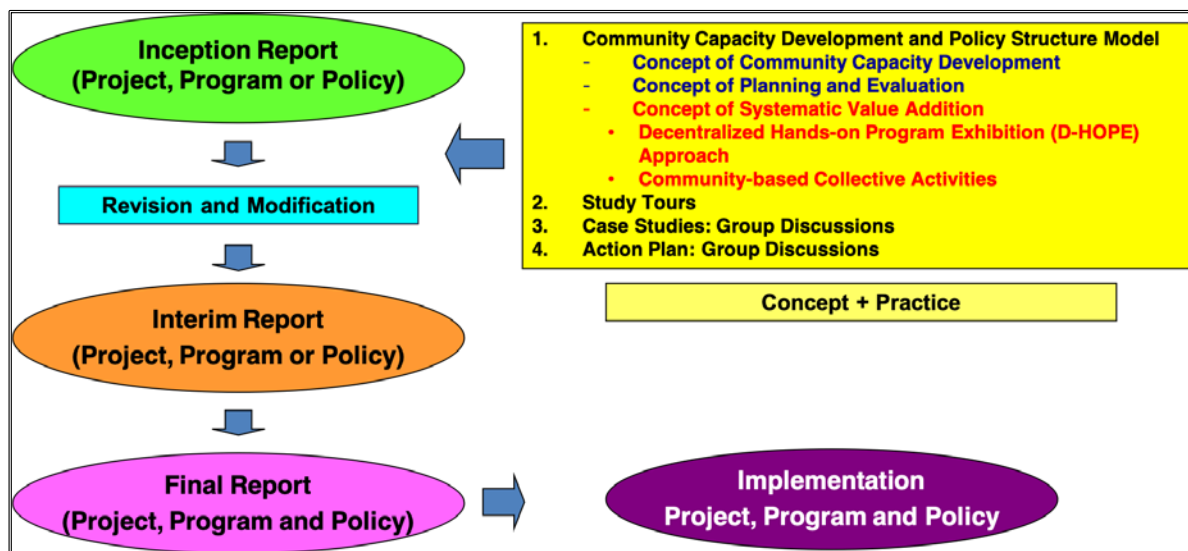 Inception Report
(Project, Program or Policy)
Revision and Modification
Interim Report
(Project, Program or Policy)
Final Report
(Project, Program and Policy)
1. Community Capacity Development and Policy Structure Model
- Concept of Community Capacity Development
- Concept of Planning and Evaluation
- Concept of Systematic Value Addition
• Decentralized Hands-on Program Exhibition (D-HOPE)
Approach
• Community-based Collective Activities
2. Study Tours
3. Case Studies: Group Discussions
4. Action Plan: Group Discussions
Concept + Practice
Implementation
Project, Program and Policy